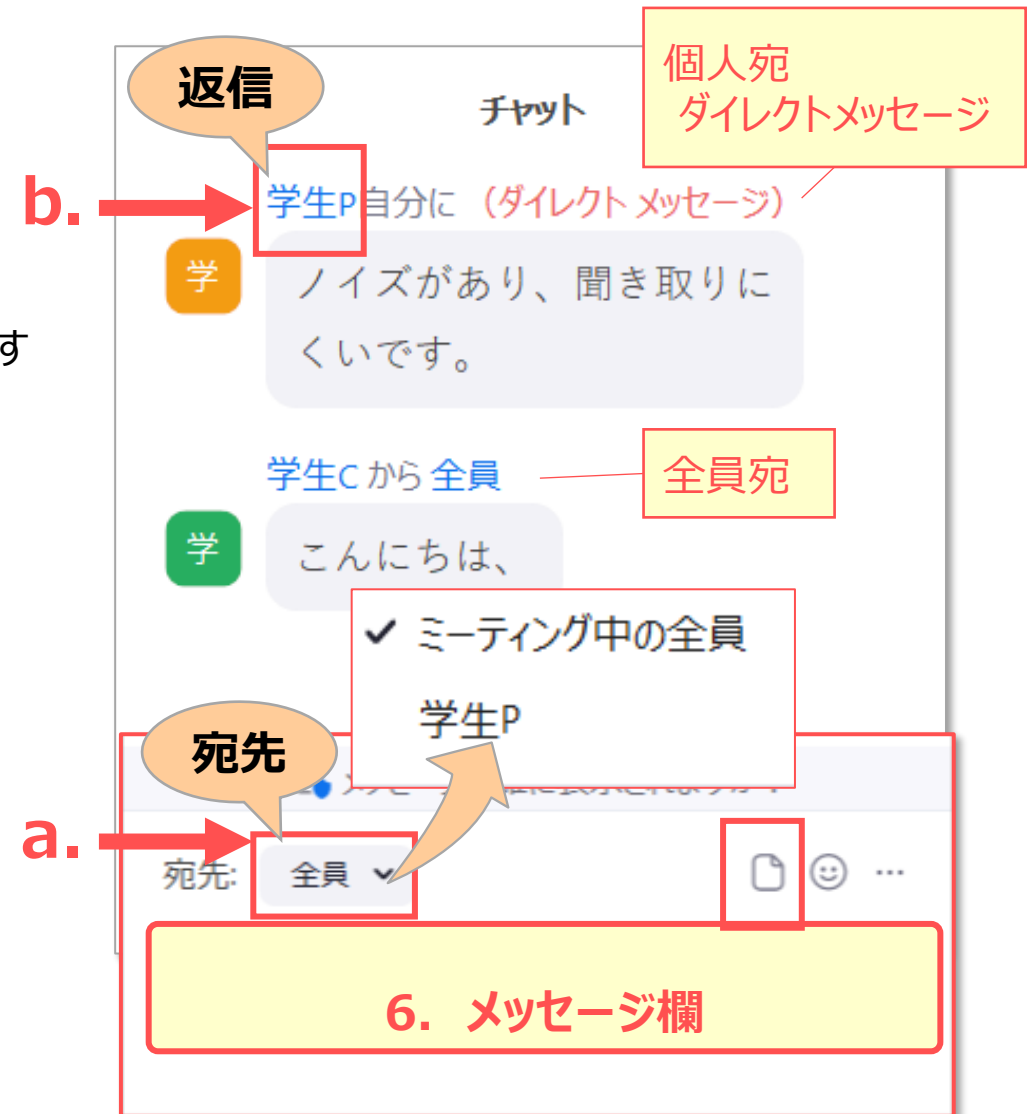 返信
チャット
個人宛
ダイレクトメッセージ
b.
学生P自分に (ダイレクト メッセージ)
学
ノイズがあり、聞き取りに
くいです。
す
学生C から 全員
全員宛
学
こんにちは、
✓ ミーティング中の全員
学生P
宛先
a.
宛先:
全員
...
6. メッセージ欄